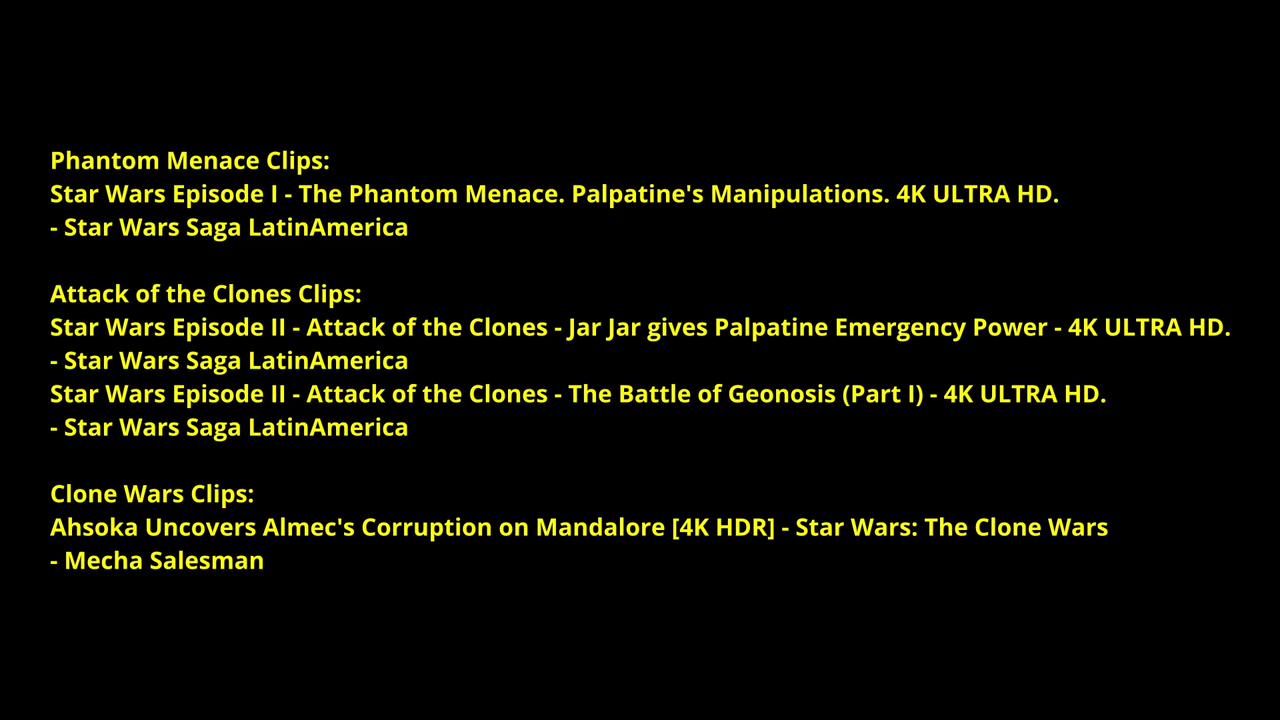 Phantom Menace Clips:
Star Wars Episode I - The Phantom Menace. Palpatine's Manipulations. 4K ULTRA HD.
- Star Wars Saga LatinAmerica
Attack of the Clones Clips:
Star Wars Episode II - Attack of the Clones - Jar Jar gives Palpatine Emergency Power - 4K ULTRA HD.
- Star Wars Saga LatinAmerica
Star Wars Episode II - Attack of the Clones - The Battle of Geonosis (Part I) - 4K ULTRA HD.
- Star Wars Saga LatinAmerica
Clone Wars Clips:
Ahsoka Uncovers Almec's Corruption on Mandalore [4K HDR] - Star Wars: The Clone Wars
- Mecha Salesman